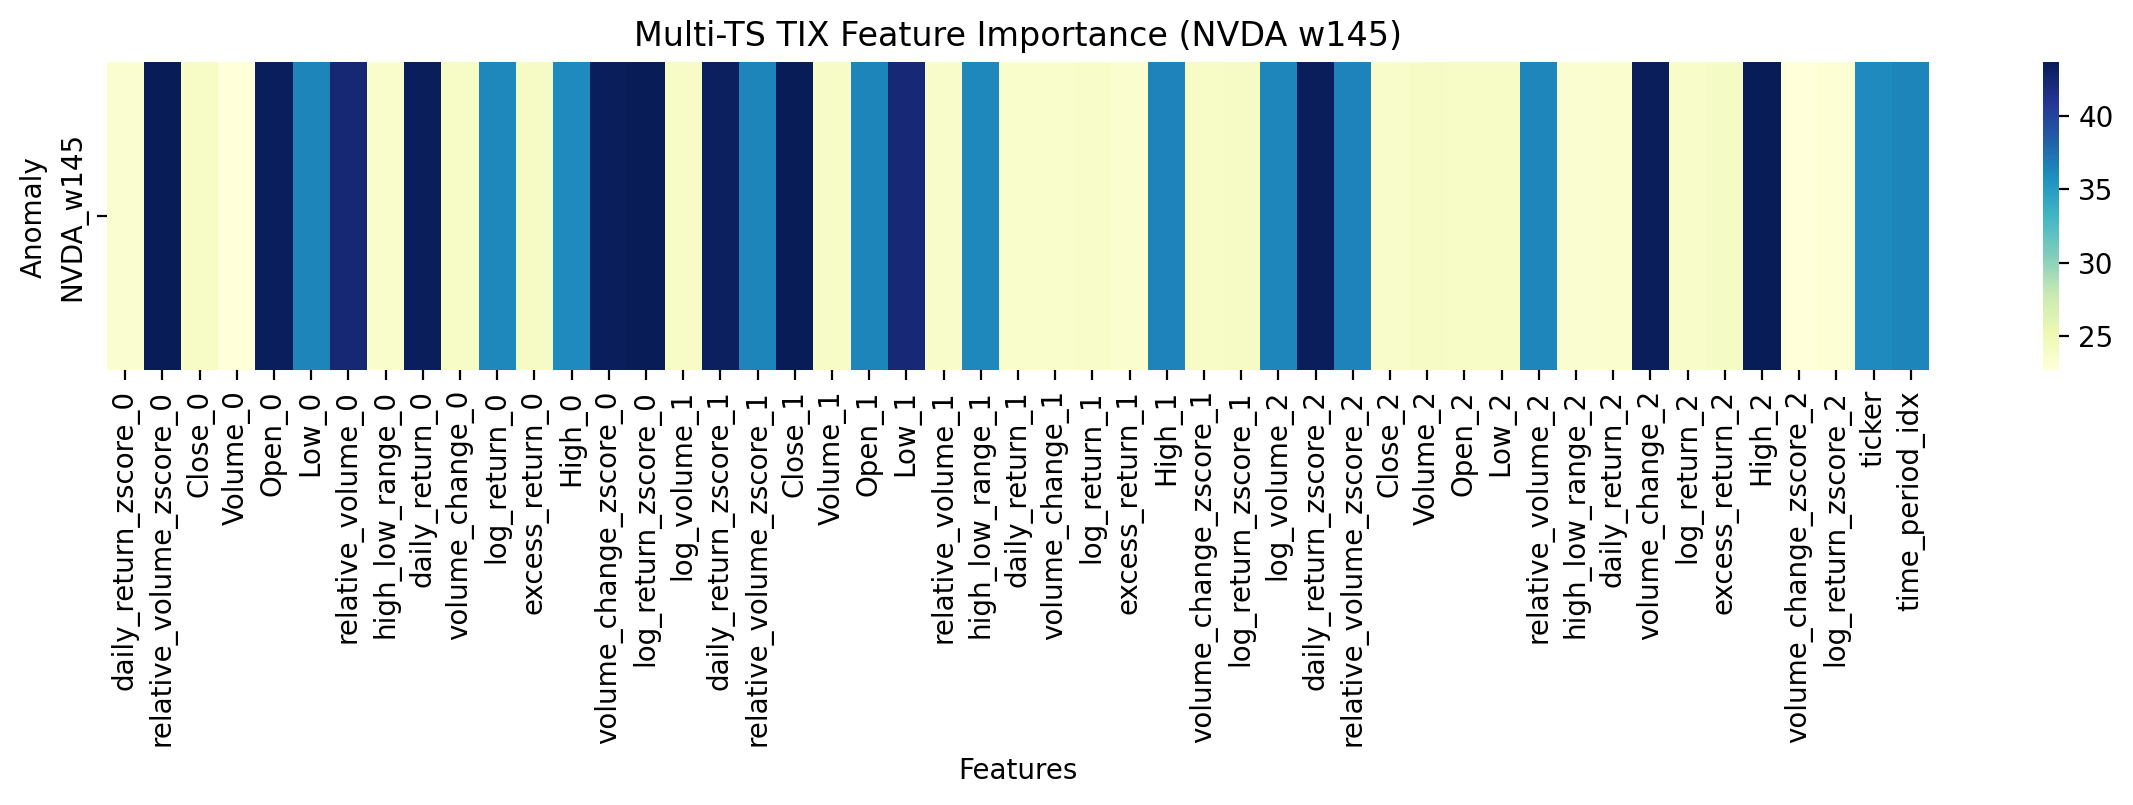 Multi-TS TIX Feature Importance (NVDA w145)
Anomaly
NVDA_w145
40
35
30
25
daily_return_zscore_0
relative_volume_zscore_0
Close_0
Volume_0
Open_0
Low_0
relative_volume_0
high_low_range_0
daily_return_0
volume_change_0
log_return_0
excess_return_0
High_0
volume_change_zscore_0
log_return_zscore_0
log_volume_1
daily_return_zscore_1
relative_volume_zscore_1
Close_1
Volume_1
Open_1
Low_1
relative_volume_1
high_low_range_1
daily_return_1
volume_change_1
log_return_1
excess_return_1
High_1
volume_change_zscore_1
log_return_zscore_1
log_volume_2
daily_return_zscore_2
relative_volume_zscore_2
Close_2
Volume_2
Open_2
Low_2
relative_volume_2
high_low_range_2
daily_return_2
volume_change_2
log_return_2
excess_return_2
High_2
volume_change_zscore_2
log_return_zscore_2
ticker
time_period_idx
Features